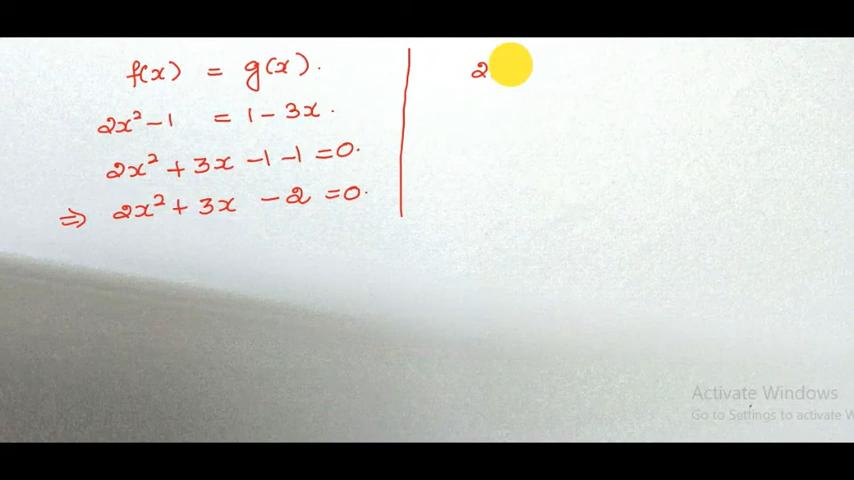 f(x) = g(x).
2x² - 1 = 1 - 3x.
2x² + 3x - 1 - 1 = 0.
⇒ 2x² + 3x - 2 = 0.
2
Activate Windows
Go to Settings to activate W